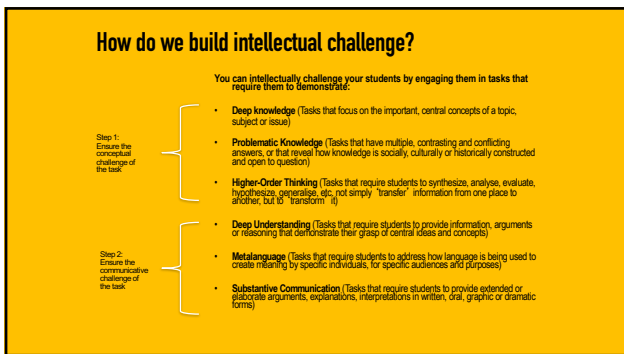 How do we build intellectual challenge?
You can intellectually challenge your students by engaging them in tasks that
require them to demonstrate:
Step 1:
Ensure the
conceptual
challenge of
the task
• Deep knowledge (Tasks that focus on the important, central concepts of a topic,
subject or issue)
• Problematic Knowledge (Tasks that have multiple, contrasting and conflicting
answers, or that reveal how knowledge is socially, culturally or historically constructed
and open to question)
• Higher-Order Thinking (Tasks that require students to synthesize, analyse, evaluate,
hypothesize, generalise, etc, not simply ‘transfer’ information from one place to
another, but to ‘transform’ it)
Step 2:
Ensure the
communicative
challenge of
the task
• Deep Understanding (Tasks that require students to provide information, arguments
or reasoning that demonstrate their grasp of central ideas and concepts)
• Metalanguage (Tasks that require students to address how language is being used to
create meaning by specific individuals, for specific audiences and purposes)
• Substantive Communication (Tasks that require students to provide extended or
elaborate arguments, explanations, interpretations in written, oral, graphic or dramatic
forms)